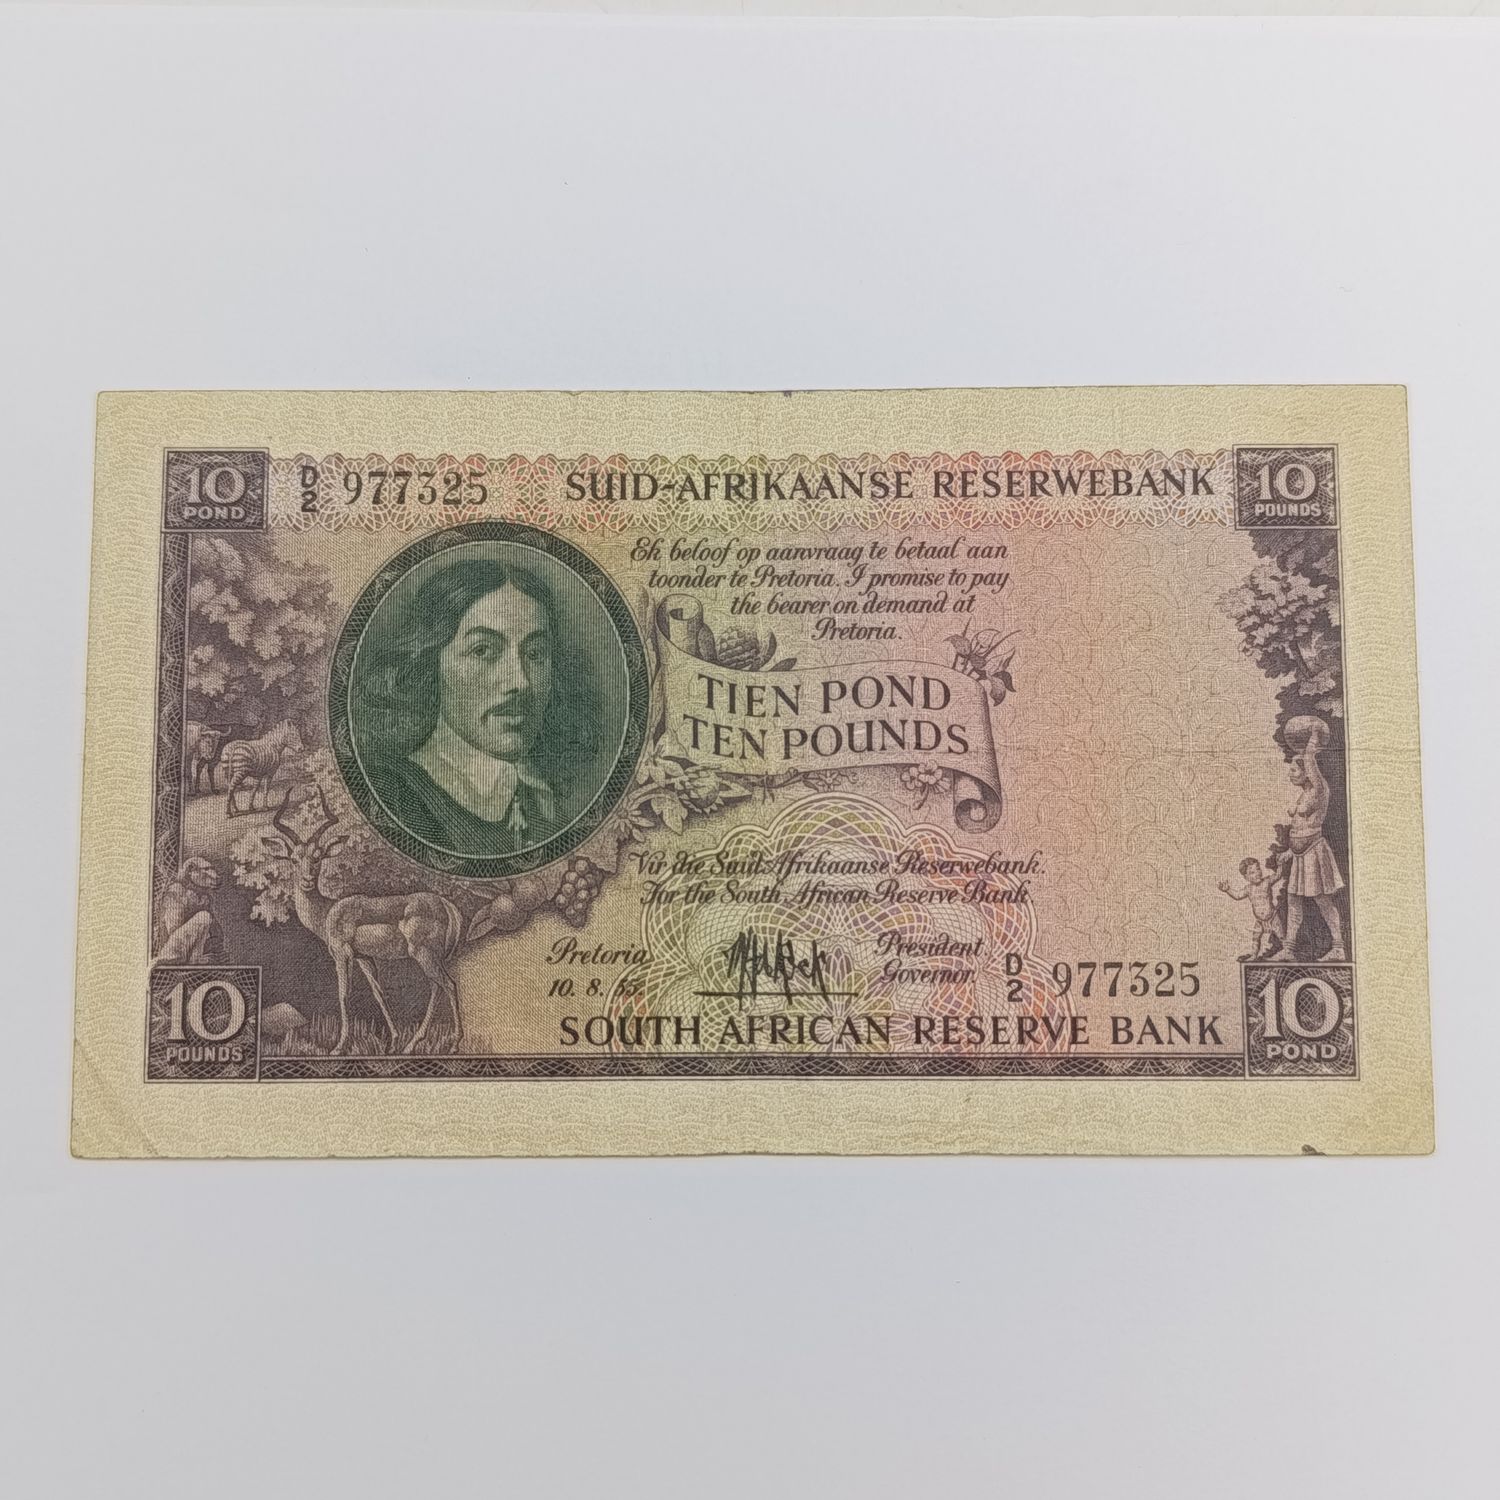 10
POND
D/2 977325
SUID-AFRIKAANSE RESERWEBANK
10
POUNDS
Ek beloof op aanvraag te betaal aan
toonder te Pretoria. I promise to pay
the bearer on demand at
Pretoria.
TIEN POND
TEN POUNDS
Vir die Suid-Afrikaanse Reserwebank.
For the South African Reserve Bank
Pretoria
10. 8. 55.
President.
Governor.
D/2 977325
SOUTH AFRICAN RESERVE BANK
10
POUNDS
10
POND